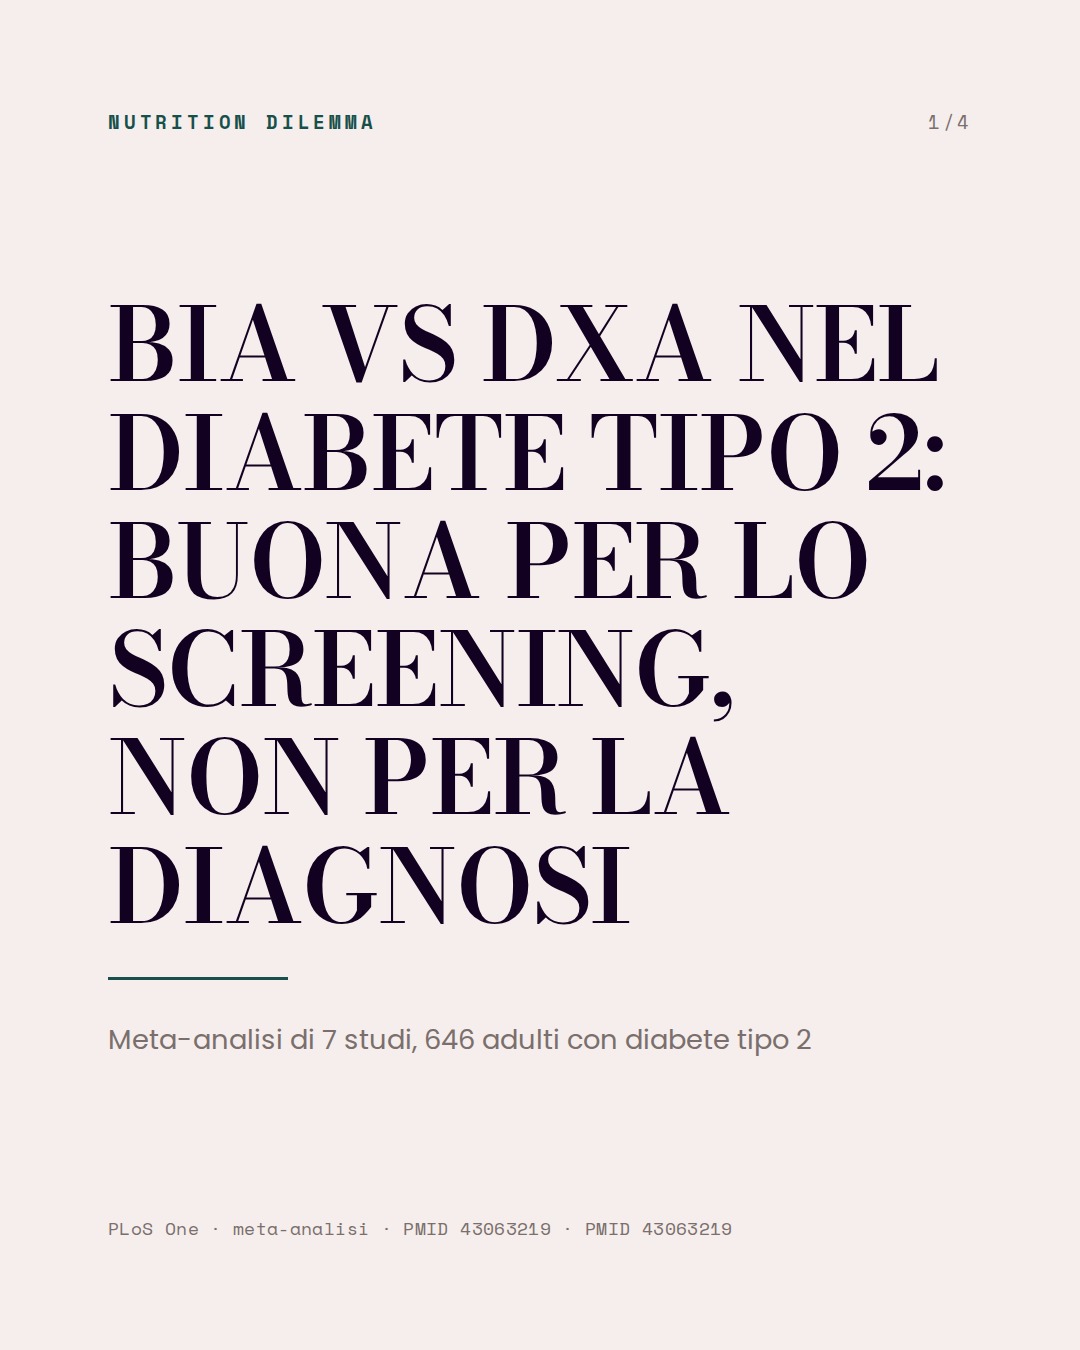 NUTRITION DILEMMA
1/4
BIA VS DXA NEL
DIABETE TIPO 2:
BUONA PER LO
SCREENING,
NON PER LA
DIAGNOSI
Meta-analisi di 7 studi, 646 adulti con diabete tipo 2
PLoS One · meta-analisi · PMID 43063219 · PMID 43063219